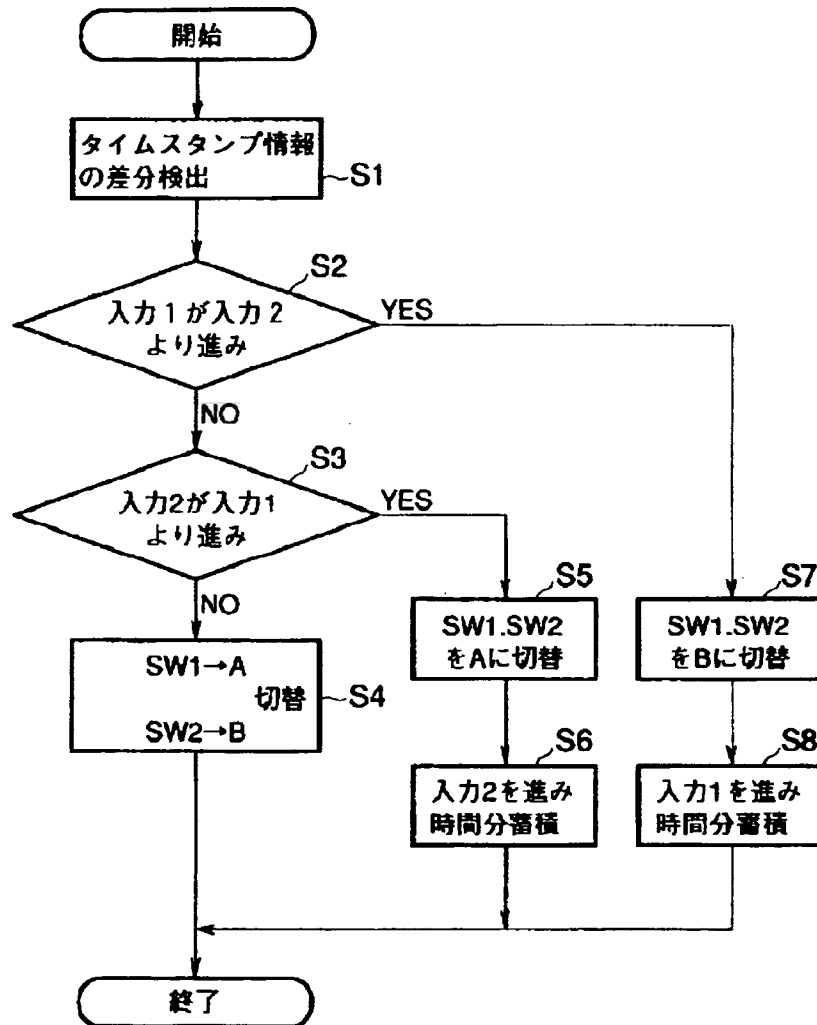 開始
タイムスタンプ情報
の差分検出
S1
S2
入力1が入力2
より進み
YES
NO
S3
入力2が入力1
より進み
YES
NO
SW1→A
切替
SW2→B
S4
S5
SW1.SW2
をAに切替
S7
SW1.SW2
をBに切替
S6
入力2を進み
時間分蓄積
S8
入力1を進み
時間分蓄積
終了